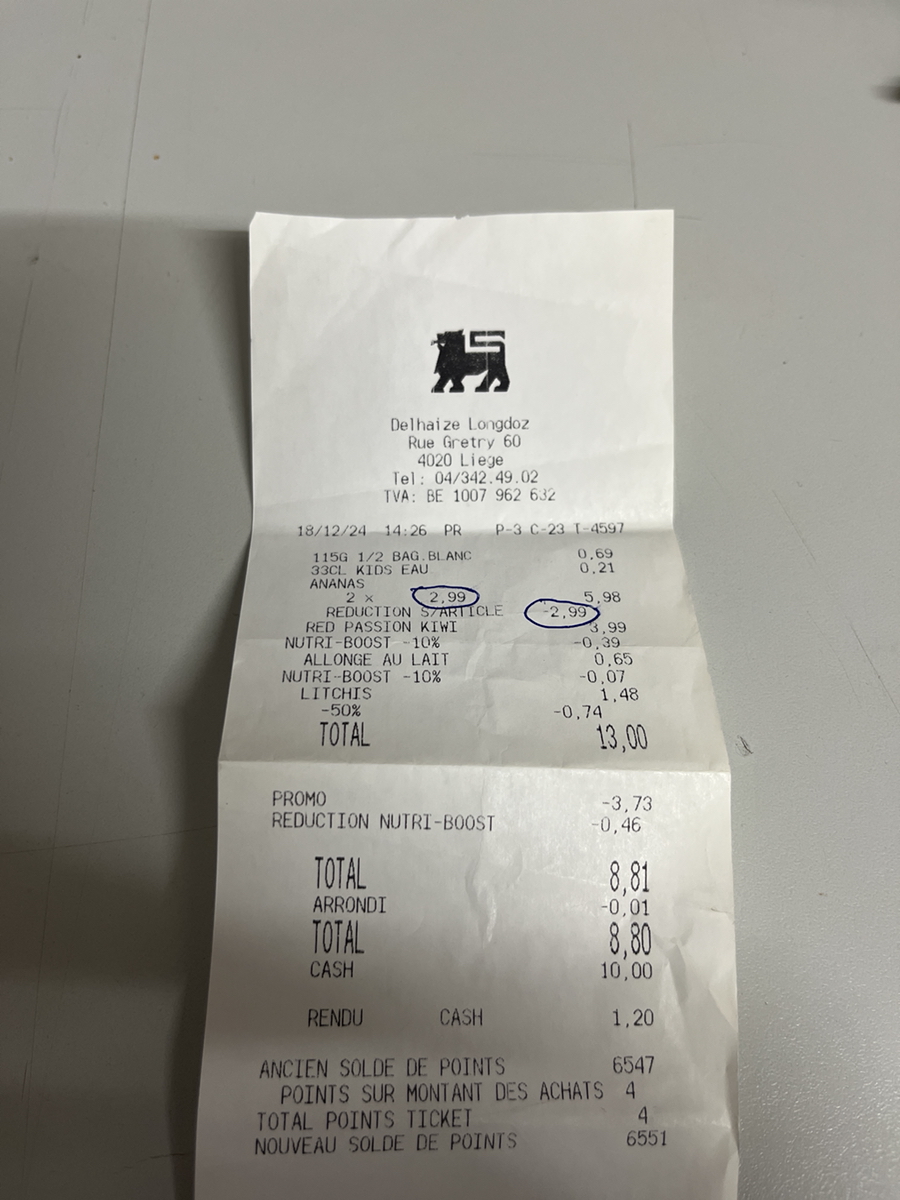 Delhaize Longdoz
Rue Gretry 60
4020 Liege
Tel: 04/342.49.02
TVA: BE 1007 962 632
18/12/24 14:26 PR P-3 C-23 T-4597
115G 1/2 BAG.BLANC 0,69
33CL KIDS EAU 0,21
ANANAS
2 x 2,99 5,98
REDUCTION S/ARTICLE -2,99
RED PASSION KIWI 3,99
NUTRI-BOOST -10% -0,39
ALLONGE AU LAIT 0,65
NUTRI-BOOST -10% -0,07
LITCHIS 1,48
-50% -0,74
TOTAL 13,00
PROMO -3,73
REDUCTION NUTRI-BOOST -0,46
TOTAL 8,81
ARRONDI -0,01
TOTAL 8,80
CASH 10,00
RENDU CASH 1,20
ANCIEN SOLDE DE POINTS 6547
POINTS SUR MONTANT DES ACHATS 4
TOTAL POINTS TICKET 4
NOUVEAU SOLDE DE POINTS 6551